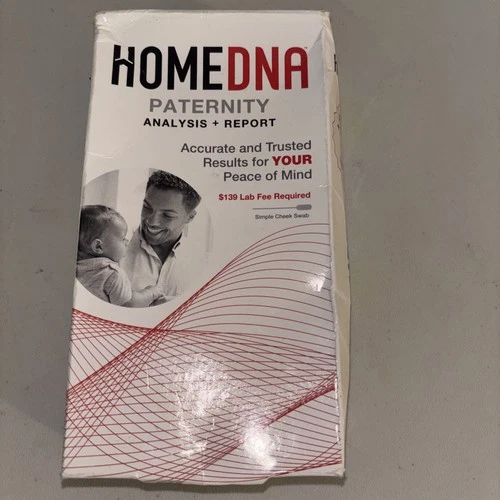 HOMEDNA
PATERNITY
ANALYSIS + REPORT
Accurate and Trusted
Results for YOUR
Peace of Mind
$139 Lab Fee Required
Simple Cheek Swab